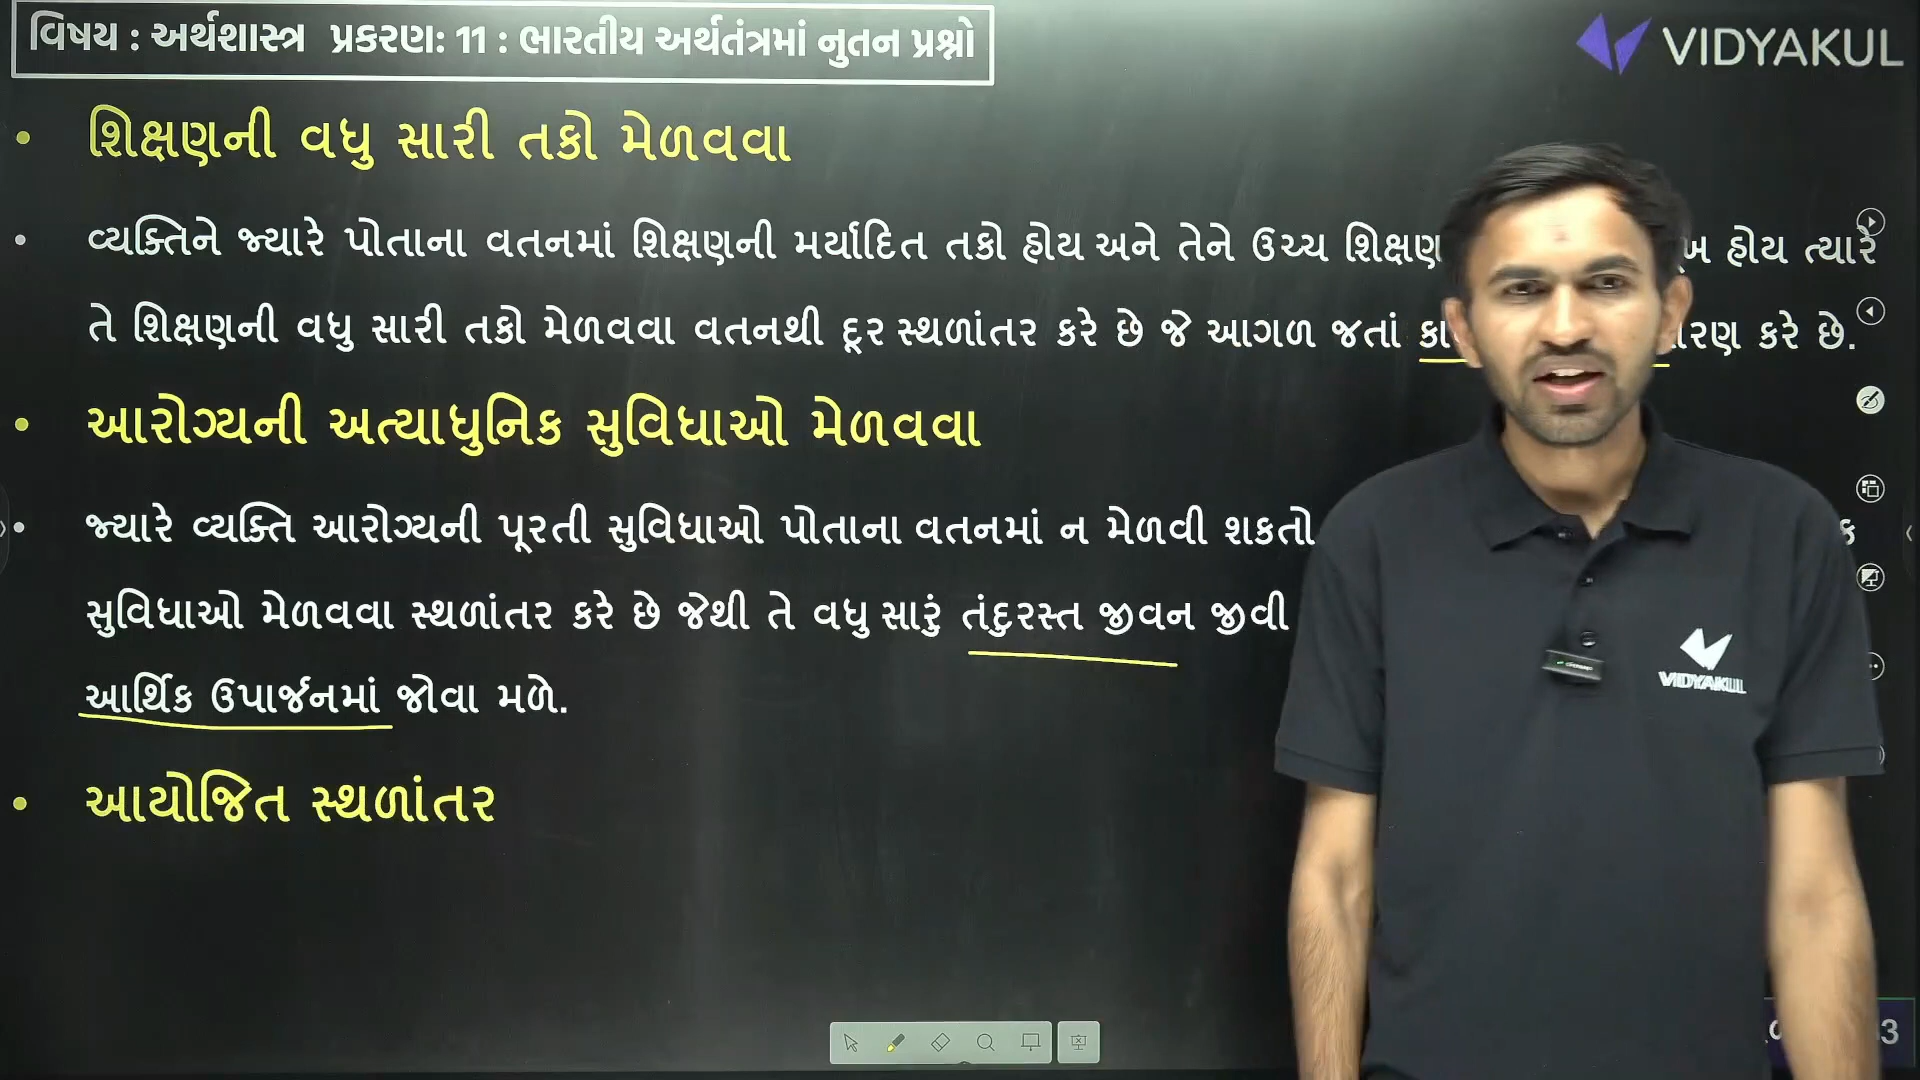 વિષય : અર્થશાસ્ત્ર પ્રકરણ: 11 : ભારતીય અર્થતંત્રમાં નુતન પ્રશ્નો
VIDYAKUL
• શિક્ષણની વધુ સારી તકો મેળવવા
• વ્યક્તિને જ્યારે પોતાના વતનમાં શિક્ષણની મર્યાદિત તકો હોય અને તેને ઉચ્ચ શિક્ષણ હોય ત્યારે
તે શિક્ષણની વધુ સારી તકો મેળવવા વતનથી દૂર સ્થળાંતર કરે છે જે આગળ જતાં કરે છે.
• આરોગ્યની અત્યાધુનિક સુવિધાઓ મેળવવા
• જ્યારે વ્યક્તિ આરોગ્યની પૂરતી સુવિધાઓ પોતાના વતનમાં ન મેળવી શકતો
સુવિધાઓ મેળવવા સ્થળાંતર કરે છે જેથી તે વધુ સારું તંદુરસ્ત જીવન જીવી
આર્થિક ઉપાર્જનમાં જોવા મળે.
• આયોજિત સ્થળાંતર
VIDYAKUL